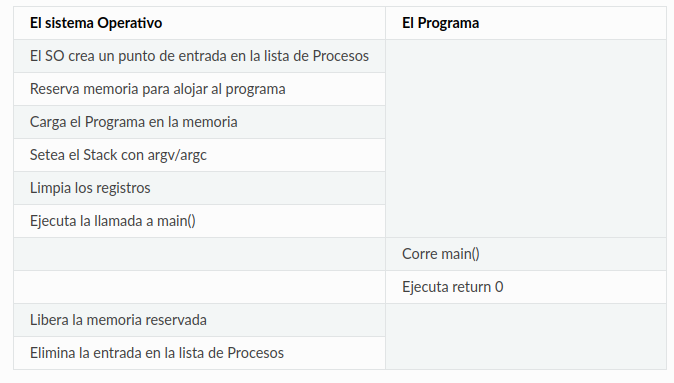 El sistema Operativo	El Programa
El SO crea un punto de entrada en la lista de Procesos
Reserva memoria para alojar al programa
Carga el Programa en la memoria
Setea el Stack con argv/argc
Limpia los registros
Ejecuta la llamada a main()
Corre main()
Ejecuta return 0
Libera la memoria reservada
Elimina la entrada en la lista de Procesos